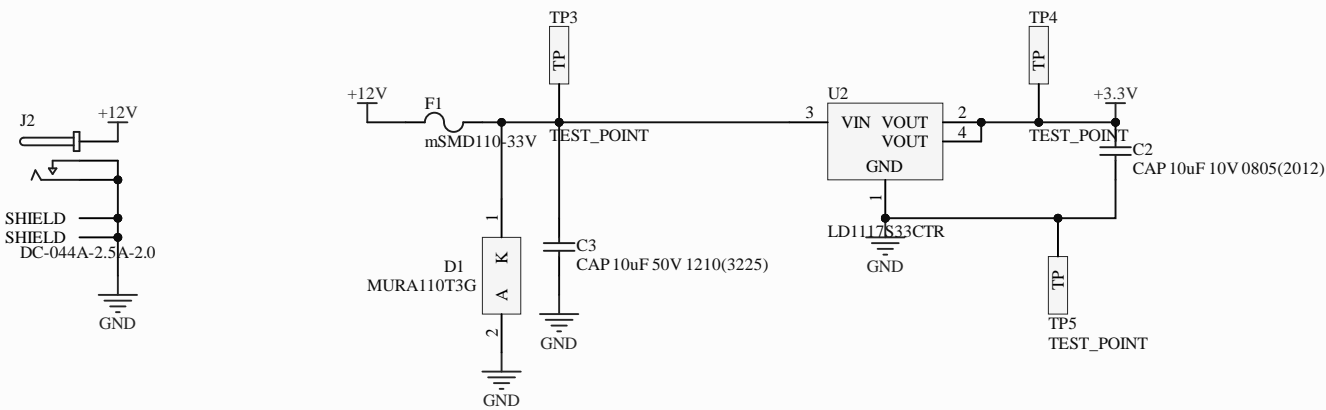 TP3
TP
TP4
TP
+12V
J2
SHIELD
SHIELD
DC-044A-2.5A-2.0
GND
+12V
F1
mSMD110-33V
TEST_POINT
1
K
A
2
D1
MURA110T3G
GND
C3
CAP 10uF 50V 1210(3225)
GND
U2
3
VIN VOUT
VOUT
GND
2
4
1
LD1117S33CTR
GND
+3.3V
TEST_POINT
C2
CAP 10uF 10V 0805(2012)
TP
TP5
TEST_POINT